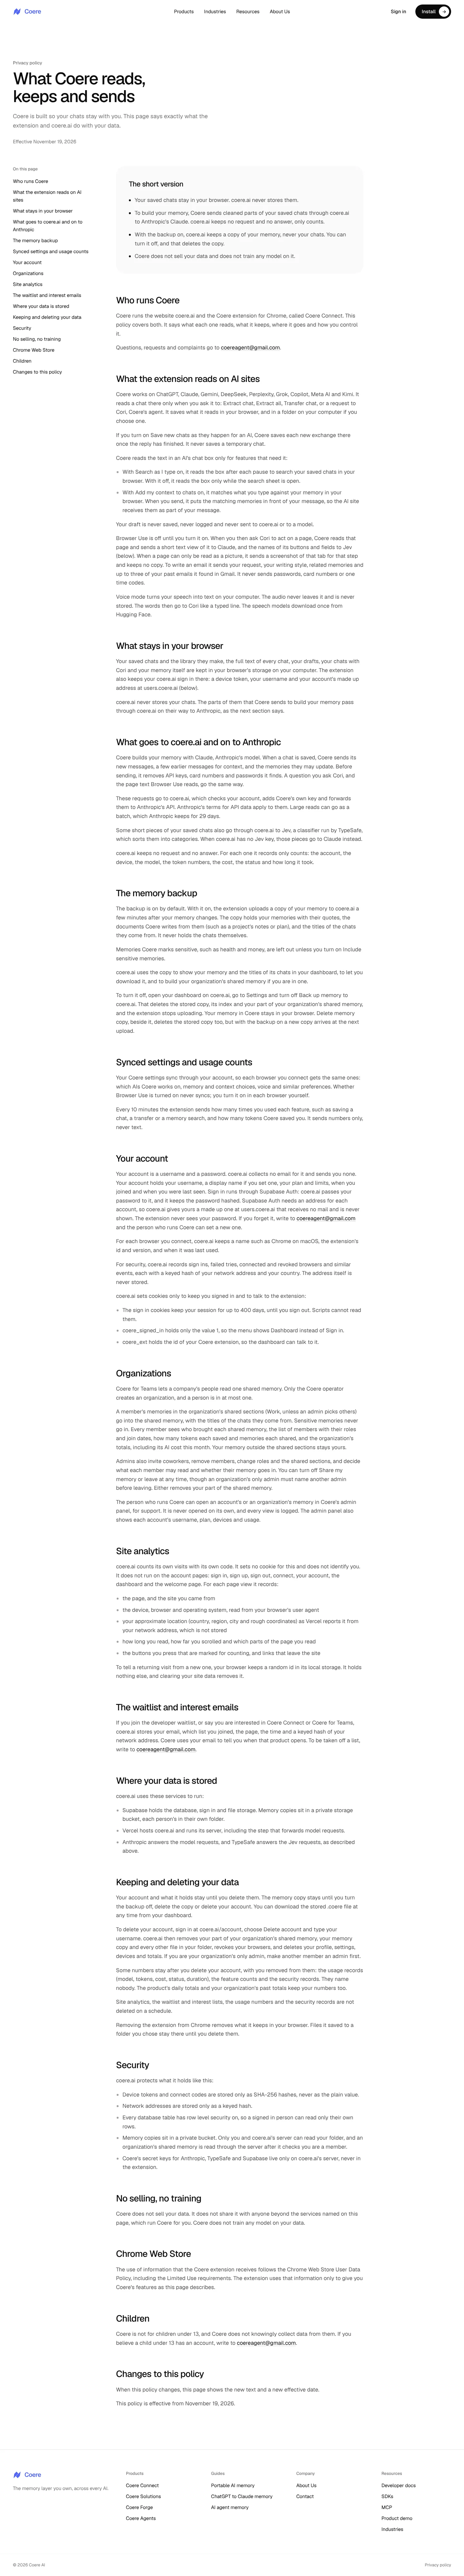 Coere
Products
Industries
Resources
About Us
Sign in
Install
Privacy policy
What Coere reads,
keeps and sends
Coere is built so your chats stay with you. This page says exactly what the
extension and coere.ai do with your data.
Effective November 19, 2026
On this page
Who runs Coere
What the extension reads on AI
sites
What stays in your browser
What goes to coere.ai and on to
Anthropic
The memory backup
Synced settings and usage counts
Your account
Organizations
Site analytics
The waitlist and interest emails
Where your data is stored
Keeping and deleting your data
Security
No selling, no training
Chrome Web Store
Children
Changes to this policy
The short version
Your saved chats stay in your browser. coere.ai never stores them.
To build your memory, Coere sends cleaned parts of your saved chats through coere.ai
to Anthropic's Claude. coere.ai keeps no request and no answer, only counts.
With the backup on, coere.ai keeps a copy of your memory, never your chats. You can
turn it off, and that deletes the copy.
Coere does not sell your data and does not train any model on it.
Who runs Coere
Coere runs the website coere.ai and the Coere extension for Chrome, called Coere Connect. This
policy covers both. It says what each one reads, what it keeps, where it goes and how you control
it.
Questions, requests and complaints go to coereagent@gmail.com.
What the extension reads on AI sites
Coere works on ChatGPT, Claude, Gemini, DeepSeek, Perplexity, Grok, Copilot, Meta AI and Kimi. It
reads a chat there only when you ask it to: Extract chat, Extract all, Transfer chat, or a request to
Cori, Coere's agent. It saves what it reads in your browser, and in a folder on your computer if you
choose one.
If you turn on Save new chats as they happen for an AI, Coere saves each new exchange there
once the reply has finished. It never saves a temporary chat.
Coere reads the text in an AI's chat box only for features that need it:
With Search as I type on, it reads the box after each pause to search your saved chats in your
browser. With it off, it reads the box only while the search sheet is open.
With Add my context to chats on, it matches what you type against your memory in your
browser. When you send, it puts the matching memories in front of your message, so the AI site
receives them as part of your message.
Your draft is never saved, never logged and never sent to coere.ai or to a model.
Browser Use is off until you turn it on. When you then ask Cori to act on a page, Coere reads that
page and sends a short text view of it to Claude, and the names of its buttons and fields to Jev
(below). When a page can only be read as a picture, it sends a screenshot of that tab for that step
and keeps no copy. To write an email it sends your request, your writing style, related memories and
up to three of your past emails it found in Gmail. It never sends passwords, card numbers or one
time codes.
Voice mode turns your speech into text on your computer. The audio never leaves it and is never
stored. The words then go to Cori like a typed line. The speech models download once from
Hugging Face.
What stays in your browser
Your saved chats and the library they make, the full text of every chat, your drafts, your chats with
Cori and your memory itself are kept in your browser's storage on your computer. The extension
also keeps your coere.ai sign in there: a device token, your username and your account's made up
address at users.coere.ai (below).
coere.ai never stores your chats. The parts of them that Coere sends to build your memory pass
through coere.ai on their way to Anthropic, as the next section says.
What goes to coere.ai and on to Anthropic
Coere builds your memory with Claude, Anthropic's model. When a chat is saved, Coere sends its
new messages, a few earlier messages for context, and the memories they may update. Before
sending, it removes API keys, card numbers and passwords it finds. A question you ask Cori, and
the page text Browser Use reads, go the same way.
These requests go to coere.ai, which checks your account, adds Coere's own key and forwards
them to Anthropic's API. Anthropic's terms for API data apply to them. Large reads can go as a
batch, which Anthropic keeps for 29 days.
Some short pieces of your saved chats also go through coere.ai to Jev, a classifier run by TypeSafe,
which sorts them into categories. When coere.ai has no Jev key, those pieces go to Claude instead.
coere.ai keeps no request and no answer. For each one it records only counts: the account, the
device, the model, the token numbers, the cost, the status and how long it took.
The memory backup
The backup is on by default. With it on, the extension uploads a copy of your memory to coere.ai a
few minutes after your memory changes. The copy holds your memories with their quotes, the
documents Coere writes from them (such as a project's notes or plan), and the titles of the chats
they come from. It never holds the chats themselves.
Memories Coere marks sensitive, such as health and money, are left out unless you turn on Include
sensitive memories.
coere.ai uses the copy to show your memory and the titles of its chats in your dashboard, to let you
download it, and to build your organization's shared memory if you are in one.
To turn it off, open your dashboard on coere.ai, go to Settings and turn off Back up memory to
coere.ai. That deletes the stored copy, its index and your part of your organization's shared memory,
and the extension stops uploading. Your memory in Coere stays in your browser. Delete memory
copy, beside it, deletes the stored copy too, but with the backup on a new copy arrives at the next
upload.
Synced settings and usage counts
Your Coere settings sync through your account, so each browser you connect gets the same ones:
which AIs Coere works on, memory and context choices, voice and similar preferences. Whether
Browser Use is turned on never syncs; you turn it on in each browser yourself.
Every 10 minutes the extension sends how many times you used each feature, such as saving a
chat, a transfer or a memory search, and how many tokens Coere saved you. It sends numbers only,
never text.
Your account
Your account is a username and a password. coere.ai collects no email for it and sends you none.
Your account holds your username, a display name if you set one, your plan and limits, when you
joined and when you were last seen. Sign in runs through Supabase Auth: coere.ai passes your
password to it, and it keeps the password hashed. Supabase Auth needs an address for each
account, so coere.ai gives yours a made up one at users.coere.ai that receives no mail and is never
shown. The extension never sees your password. If you forget it, write to coereagent@gmail.com
and the person who runs Coere can set a new one.
For each browser you connect, coere.ai keeps a name such as Chrome on macOS, the extension's
id and version, and when it was last used.
For security, coere.ai records sign ins, failed tries, connected and revoked browsers and similar
events, each with a keyed hash of your network address and your country. The address itself is
never stored.
coere.ai sets cookies only to keep you signed in and to talk to the extension:
The sign in cookies keep your session for up to 400 days, until you sign out. Scripts cannot read
them.
coere_signed_in holds only the value 1, so the menu shows Dashboard instead of Sign in.
coere_ext holds the id of your Coere extension, so the dashboard can talk to it.
Organizations
Coere for Teams lets a company's people read one shared memory. Only the Coere operator
creates an organization, and a person is in at most one.
A member's memories in the organization's shared sections (Work, unless an admin picks others)
go into the shared memory, with the titles of the chats they come from. Sensitive memories never
go in. Every member sees who brought each shared memory, the list of members with their roles
and join dates, how many tokens each saved and memories each shared, and the organization's
totals, including its AI cost this month. Your memory outside the shared sections stays yours.
Admins also invite coworkers, remove members, change roles and the shared sections, and decide
what each member may read and whether their memory goes in. You can turn off Share my
memory or leave at any time, though an organization's only admin must name another admin
before leaving. Either removes your part of the shared memory.
The person who runs Coere can open an account's or an organization's memory in Coere's admin
panel, for support. It is never opened on its own, and every view is logged. The admin panel also
shows each account's username, plan, devices and usage.
Site analytics
coere.ai counts its own visits with its own code. It sets no cookie for this and does not identify you.
It does not run on the account pages: sign in, sign up, sign out, connect, your account, the
dashboard and the welcome page. For each page view it records:
the page, and the site you came from
the device, browser and operating system, read from your browser's user agent
your approximate location (country, region, city and rough coordinates) as Vercel reports it from
your network address, which is not stored
how long you read, how far you scrolled and which parts of the page you read
the buttons you press that are marked for counting, and links that leave the site
To tell a returning visit from a new one, your browser keeps a random id in its local storage. It holds
nothing else, and clearing your site data removes it.
The waitlist and interest emails
If you join the developer waitlist, or say you are interested in Coere Connect or Coere for Teams,
coere.ai stores your email, which list you joined, the page, the time and a keyed hash of your
network address. Coere uses your email to tell you when that product opens. To be taken off a list,
write to coereagent@gmail.com.
Where your data is stored
coere.ai uses these services to run:
Supabase holds the database, sign in and file storage. Memory copies sit in a private storage
bucket, each person's in their own folder.
Vercel hosts coere.ai and runs its server, including the step that forwards model requests.
Anthropic answers the model requests, and TypeSafe answers the Jev requests, as described
above.
Keeping and deleting your data
Your account and what it holds stay until you delete them. The memory copy stays until you turn
the backup off, delete the copy or delete your account. You can download the stored .coere file at
any time from your dashboard.
To delete your account, sign in at coere.ai/account, choose Delete account and type your
username. coere.ai then removes your part of your organization's shared memory, your memory
copy and every other file in your folder, revokes your browsers, and deletes your profile, settings,
devices and totals. If you are your organization's only admin, make another member an admin first.
Some numbers stay after you delete your account, with you removed from them: the usage records
(model, tokens, cost, status, duration), the feature counts and the security records. They name
nobody. The product's daily totals and your organization's past totals keep your numbers too.
Site analytics, the waitlist and interest lists, the usage numbers and the security records are not
deleted on a schedule.
Removing the extension from Chrome removes what it keeps in your browser. Files it saved to a
folder you chose stay there until you delete them.
Security
coere.ai protects what it holds like this:
Device tokens and connect codes are stored only as SHA-256 hashes, never as the plain value.
Network addresses are stored only as a keyed hash.
Every database table has row level security on, so a signed in person can read only their own
rows.
Memory copies sit in a private bucket. Only you and coere.ai's server can read your folder, and an
organization's shared memory is read through the server after it checks you are a member.
Coere's secret keys for Anthropic, TypeSafe and Supabase live only on coere.ai's server, never in
the extension.
No selling, no training
Coere does not sell your data. It does not share it with anyone beyond the services named on this
page, which run Coere for you. Coere does not train any model on your data.
Chrome Web Store
The use of information that the Coere extension receives follows the Chrome Web Store User Data
Policy, including the Limited Use requirements. The extension uses that information only to give you
Coere's features as this page describes.
Children
Coere is not for children under 13, and Coere does not knowingly collect data from them. If you
believe a child under 13 has an account, write to coereagent@gmail.com.
Changes to this policy
When this policy changes, this page shows the new text and a new effective date.
This policy is effective from November 19, 2026.
Coere
The memory layer you own, across every AI.
Products
Coere Connect
Coere Solutions
Coere Forge
Coere Agents
Guides
Portable AI memory
ChatGPT to Claude memory
AI agent memory
Company
About Us
Contact
Resources
Developer docs
SDKs
MCP
Product demo
Industries
© 2026 Coere AI
Privacy policy